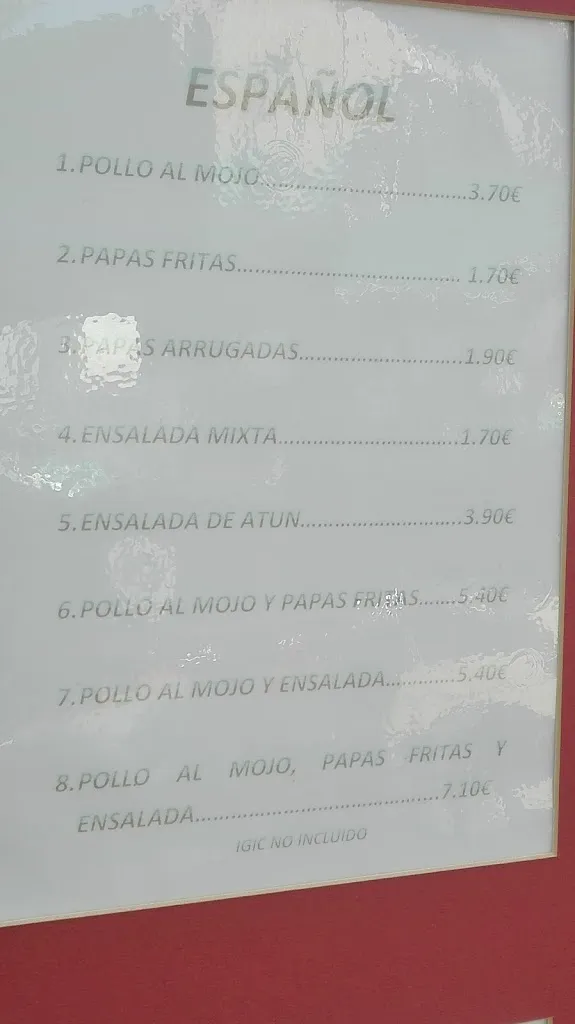 ESPAÑOL
1. POLLO AL MOJO...................................3.70€
2. PAPAS FRITAS...................................... 1.70€
3. PAPAS ARRUGADAS...........................1.90€
4. ENSALADA MIXTA..............................1.70€
5. ENSALADA DE ATUN...........................3.90€
6. POLLO AL MOJO Y PAPAS FRITAS.......5.40€
7. POLLO AL MOJO Y ENSALADA............5.40€
8. POLLO AL MOJO, PAPAS FRITAS Y
ENSALADA.........................................7.10€
IGIC NO INCLUIDO